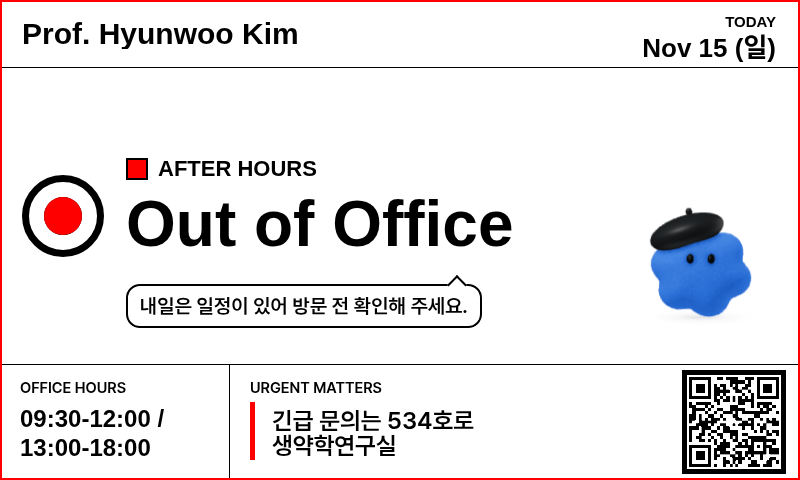 Prof. Hyunwoo Kim
TODAY
Nov 15 (일)
AFTER HOURS
Out of Office
내일은 일정이 있어 방문 전 확인해 주세요.
OFFICE HOURS
09:30-12:00 /
13:00-18:00
URGENT MATTERS
긴급 문의는 534호로
생약학연구실